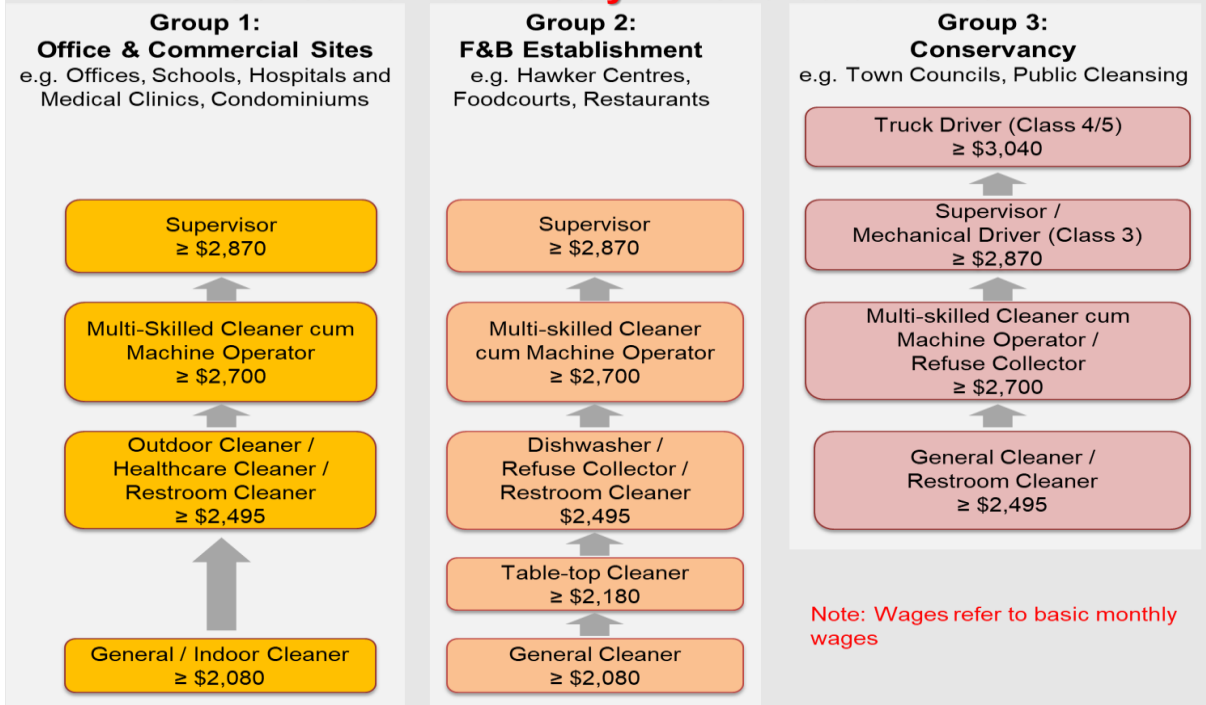 Group 1:
Office & Commercial Sites
e.g. Offices, Schools, Hospitals and
Medical Clinics, Condominiums
Supervisor
≥ $2,870
Multi-Skilled Cleaner cum
Machine Operator
≥ $2,700
Outdoor Cleaner /
Healthcare Cleaner /
Restroom Cleaner
≥ $2,495
General / Indoor Cleaner
≥ $2,080
Group 2:
F&B Establishment
e.g. Hawker Centres,
Foodcourts, Restaurants
Supervisor
≥ $2,870
Multi-skilled Cleaner
cum Machine Operator
≥ $2,700
Dishwasher /
Refuse Collector /
Restroom Cleaner
$2,495
Table-top Cleaner
≥ $2,180
General Cleaner
≥ $2,080
Group 3:
Conservancy
e.g. Town Councils, Public Cleansing
Truck Driver (Class 4/5)
≥ $3,040
Supervisor /
Mechanical Driver (Class 3)
≥ $2,870
Multi-skilled Cleaner cum
Machine Operator /
Refuse Collector
≥ $2,700
General Cleaner /
Restroom Cleaner
≥ $2,495
Note: Wages refer to basic monthly
wages